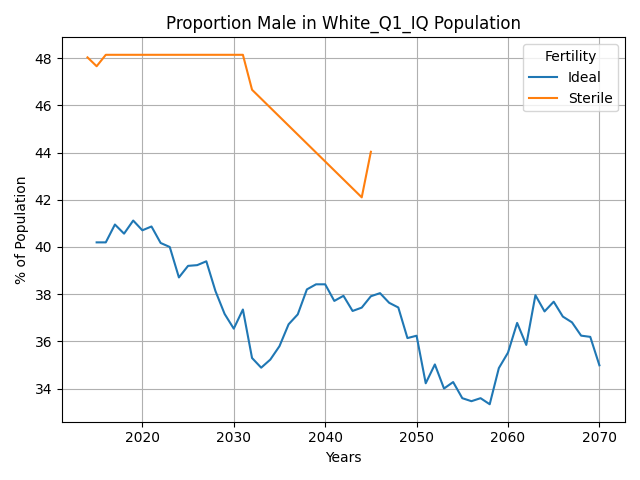 Proportion Male in White_Q1_IQ Population
Fertility
Ideal
Sterile
% of Population
48
46
44
42
40
38
36
34
2020 2030 2040 2050 2060 2070
Years